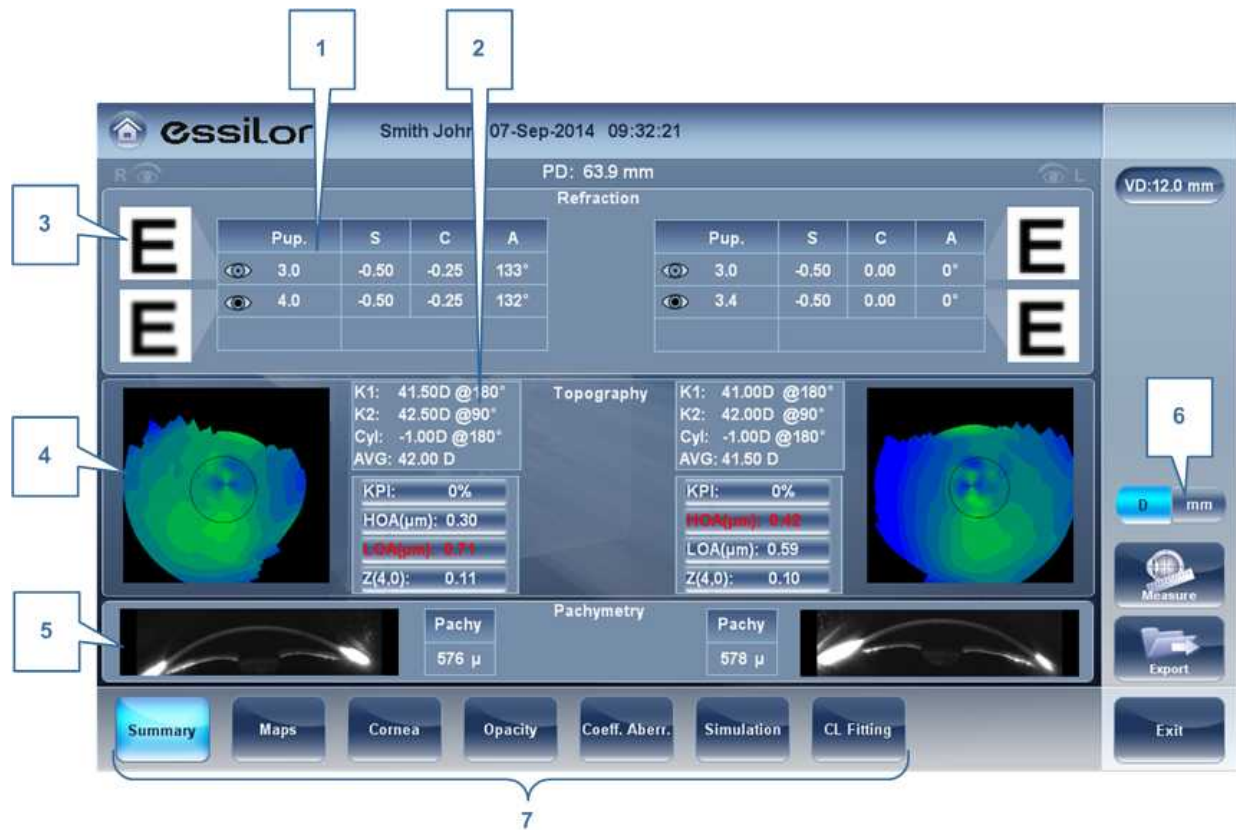 1 2
essilor Smith John 07-Sep-2014 09:32:21
R PD: 63.9 mm L
VD:12.0 mm
Refraction
3
E E
Pup. S C A Pup. S C A
3.0 -0.50 -0.25 133° 3.0 -0.50 0.00 0°
4.0 -0.50 -0.25 132° 3.4 -0.50 0.00 0°
E E
Topography
K1: 41.50D @180° K1: 41.00D @180°
K2: 42.50D @90° K2: 42.00D @90°
Cyl: -1.00D @180° Cyl: -1.00D @180°
AVG: 42.00 D AVG: 41.50 D
4 6
KPI: 0% KPI: 0%
HOA(µm): 0.30 HOA(µm): 0.42
LOA(µm): 0.71 LOA(µm): 0.59
Z(4,0): 0.11 Z(4,0): 0.10
D mm
Measure
Pachymetry
5
Pachy Pachy
576 µ 578 µ
Export
Summary Maps Cornea Opacity Coeff. Aberr. Simulation CL Fitting Exit
7